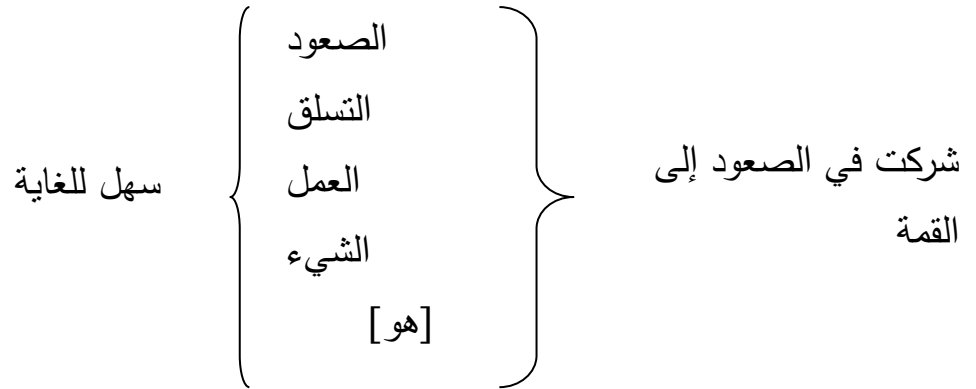 شركت في الصعود إلى
القمة
الصعود
التسلق
العمل
الشيء
[هو]
سهل للغاية